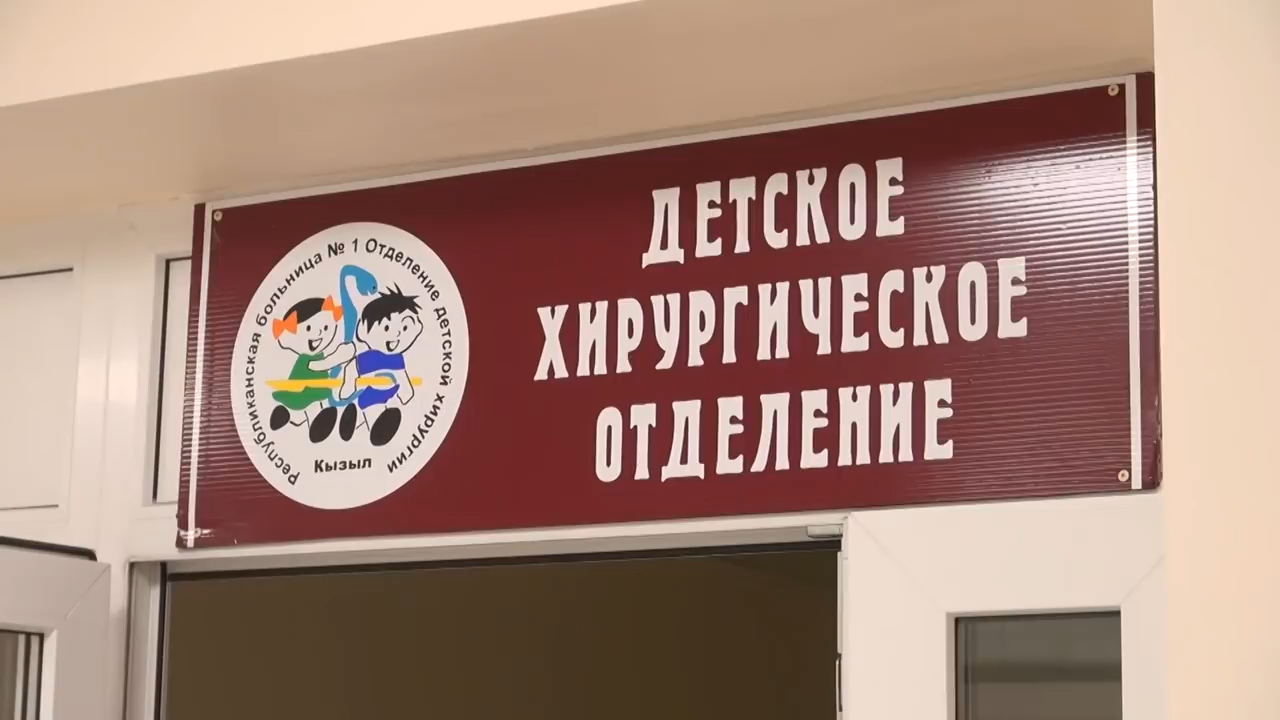 Республиканская больница № 1 Отделение детской хирургии
Кызыл
ДЕТСКОЕ
ХИРУРГИЧЕСКОЕ
ОТДЕЛЕНИЕ